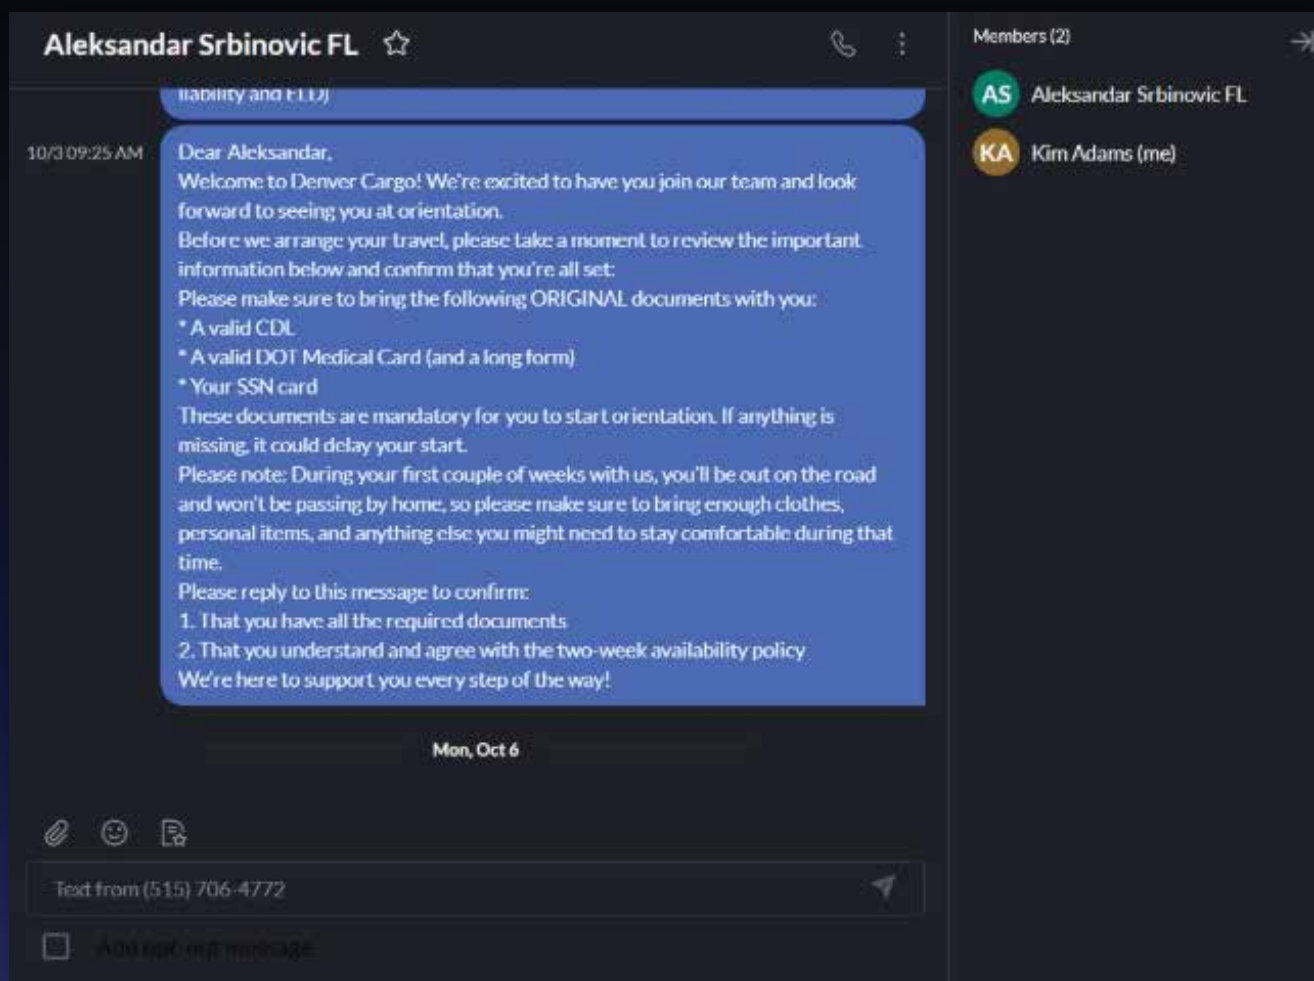 Aleksandar Srbinovic FL
Members (2)
AS Aleksandar Srbinovic FL
KA Kim Adams (me)
liability and FLD)
10/3 09:25 AM
Dear Aleksandar,
Welcome to Denver Cargo! We're excited to have you join our team and look
forward to seeing you at orientation.
Before we arrange your travel, please take a moment to review the important
information below and confirm that you're all set:
Please make sure to bring the following ORIGINAL documents with you:
* A valid CDL
* A valid DOT Medical Card (and a long form)
* Your SSN card
These documents are mandatory for you to start orientation. If anything is
missing, it could delay your start.
Please note: During your first couple of weeks with us, you'll be out on the road
and won't be passing by home, so please make sure to bring enough clothes,
personal items, and anything else you might need to stay comfortable during that
time.
Please reply to this message to confirm:
1. That you have all the required documents
2. That you understand and agree with the two-week availability policy
We're here to support you every step of the way!
Mon, Oct 6
Text from (515) 706-4772
Add opt-out message